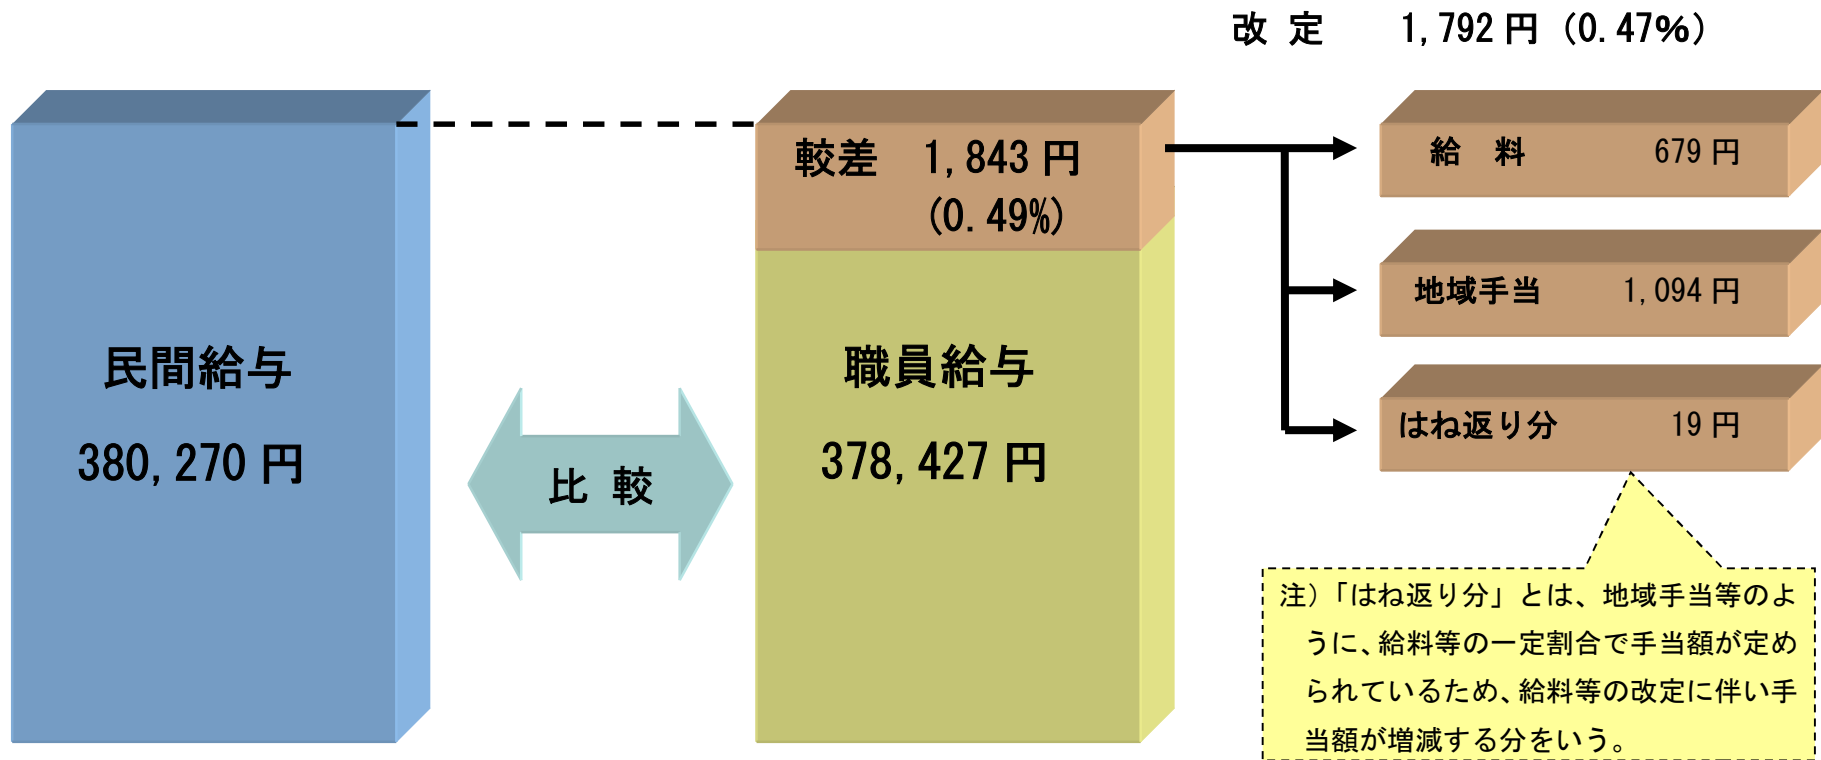 改 定　1,792 円 (0.47%)
較差　1,843 円
(0.49%)
給　料　679 円
地域手当　1,094 円
はね返り分　19 円
民間給与
380,270 円
比 較
職員給与
378,427 円
注）「はね返り分」とは、地域手当等のよ
うに、給料等の一定割合で手当額が定め
られているため、給料等の改定に伴い手
当額が増減する分をいう。